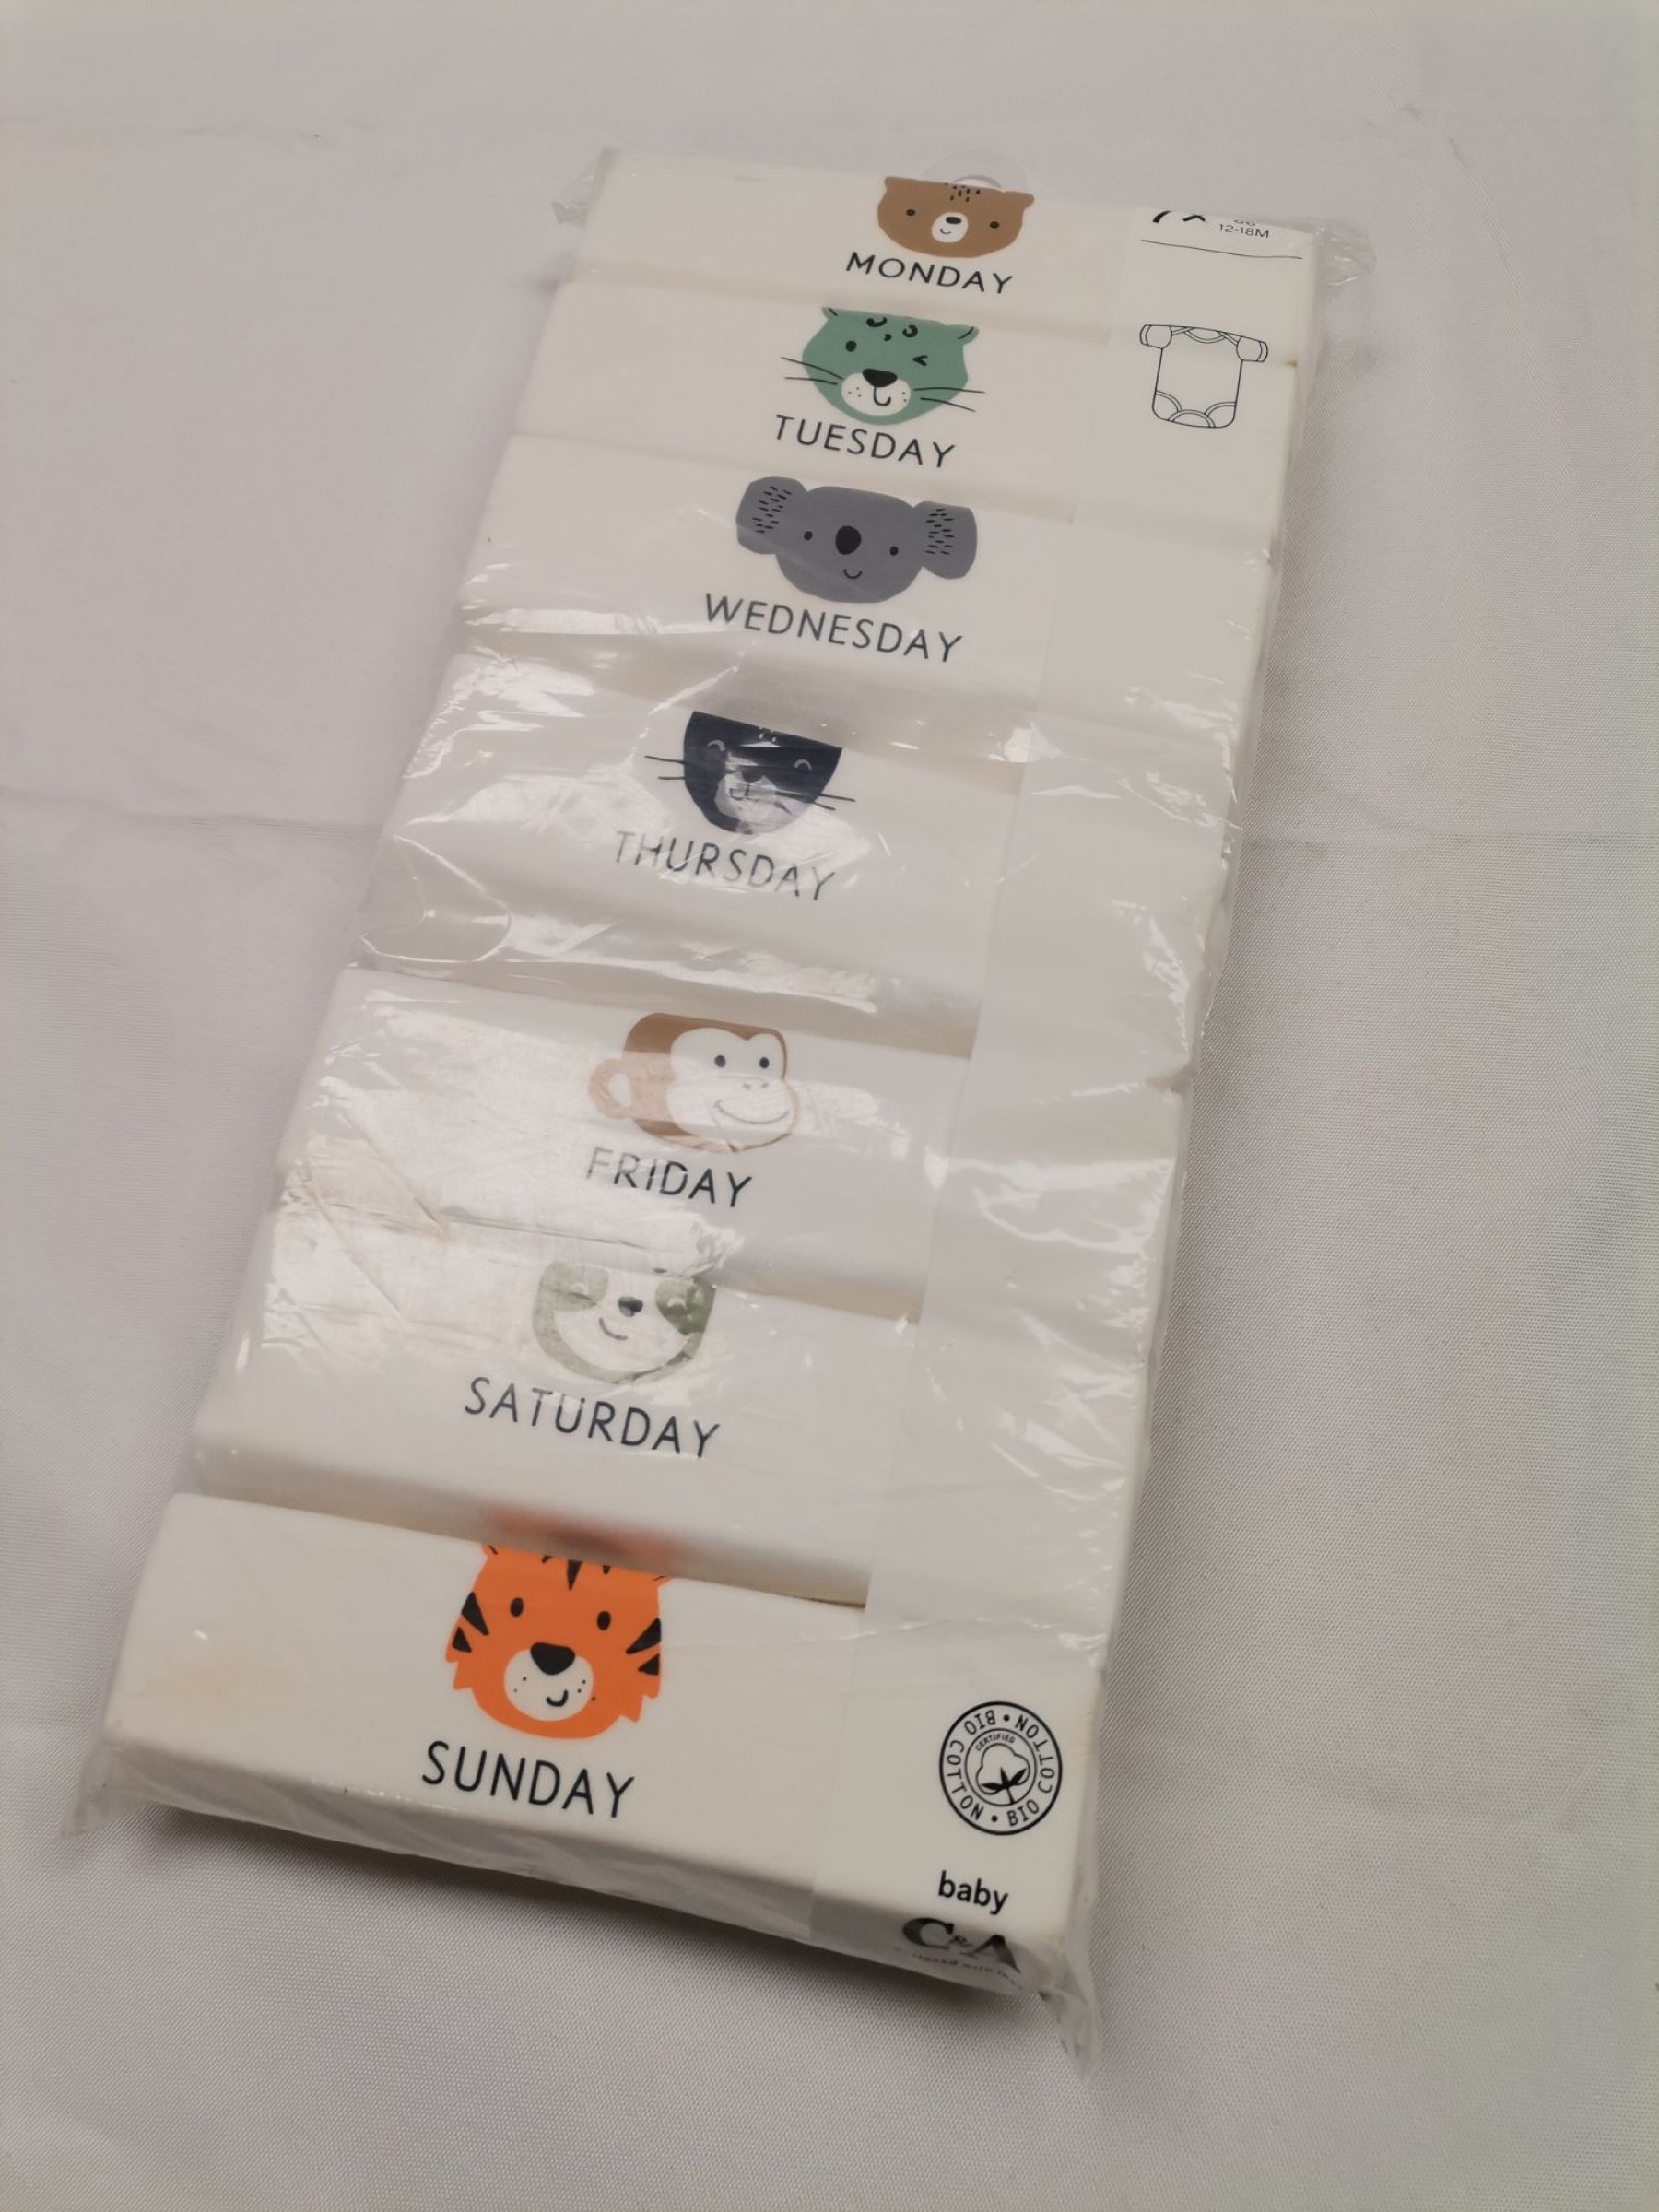 MONDAY
12-18M
TUESDAY
WEDNESDAY
THURSDAY
FRIDAY
SATURDAY
SUNDAY
BIO COTTON • BIO COTTON •
CERTIFIED
baby
C&A